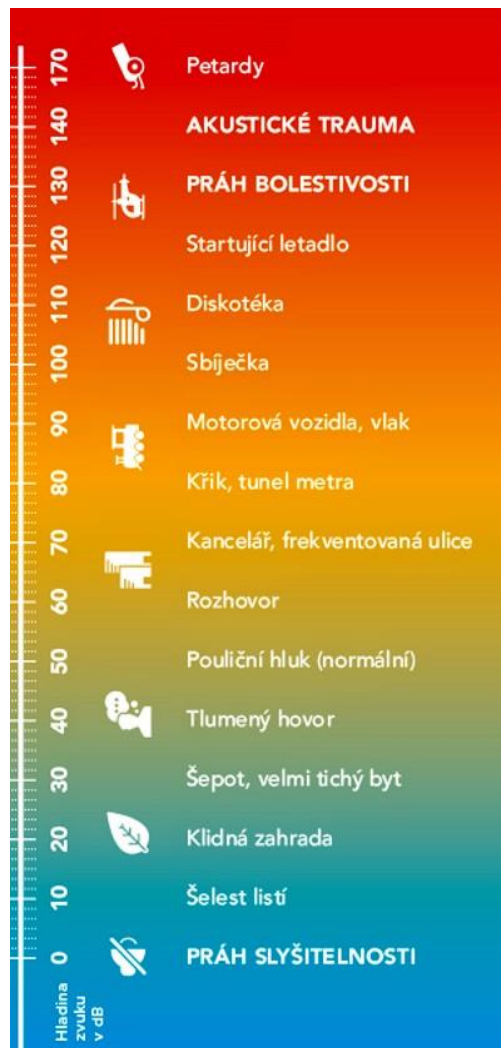 170 Petardy
140 AKUSTICKÉ TRAUMA
130 PRÁH BOLESTIVOSTI
120 Startující letadlo
110 Diskotéka
100 Sbíječka
90 Motorová vozidla, vlak
80 Křik, tunel metra
70 Kancelář, frekventovaná ulice
60 Rozhovor
50 Pouliční hluk (normální)
40 Tlumený hovor
30 Šepot, velmi tichý byt
20 Klidná zahrada
10 Šelest listí
0 PRÁH SLYŠITELNOSTI
Hladina
zvuku
v dB